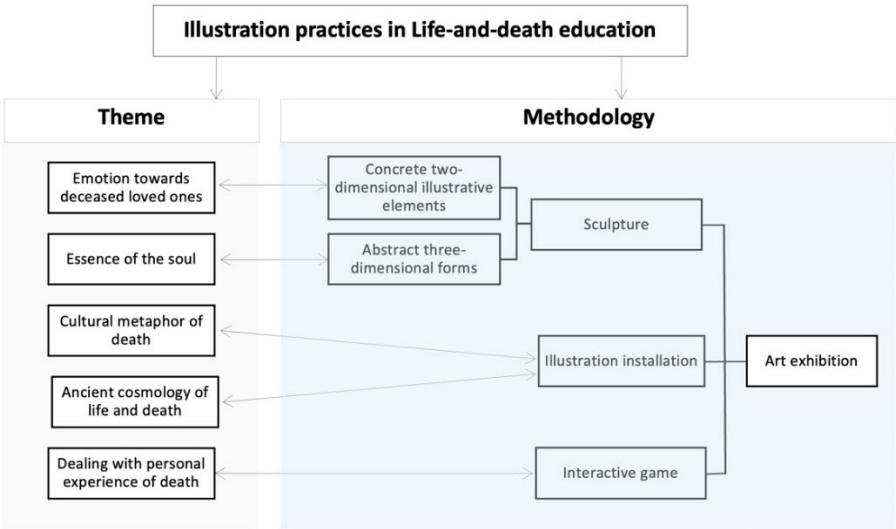 Illustration practices in Life-and-death education
Theme
Methodology
Emotion towards
deceased loved ones
Concrete two-
dimensional illustrative
elements
Sculpture
Essence of the soul
Abstract three-
dimensional forms
Cultural metaphor of
death
Illustration installation
Art exhibition
Ancient cosmology of
life and death
Dealing with personal
experience of death
Interactive game